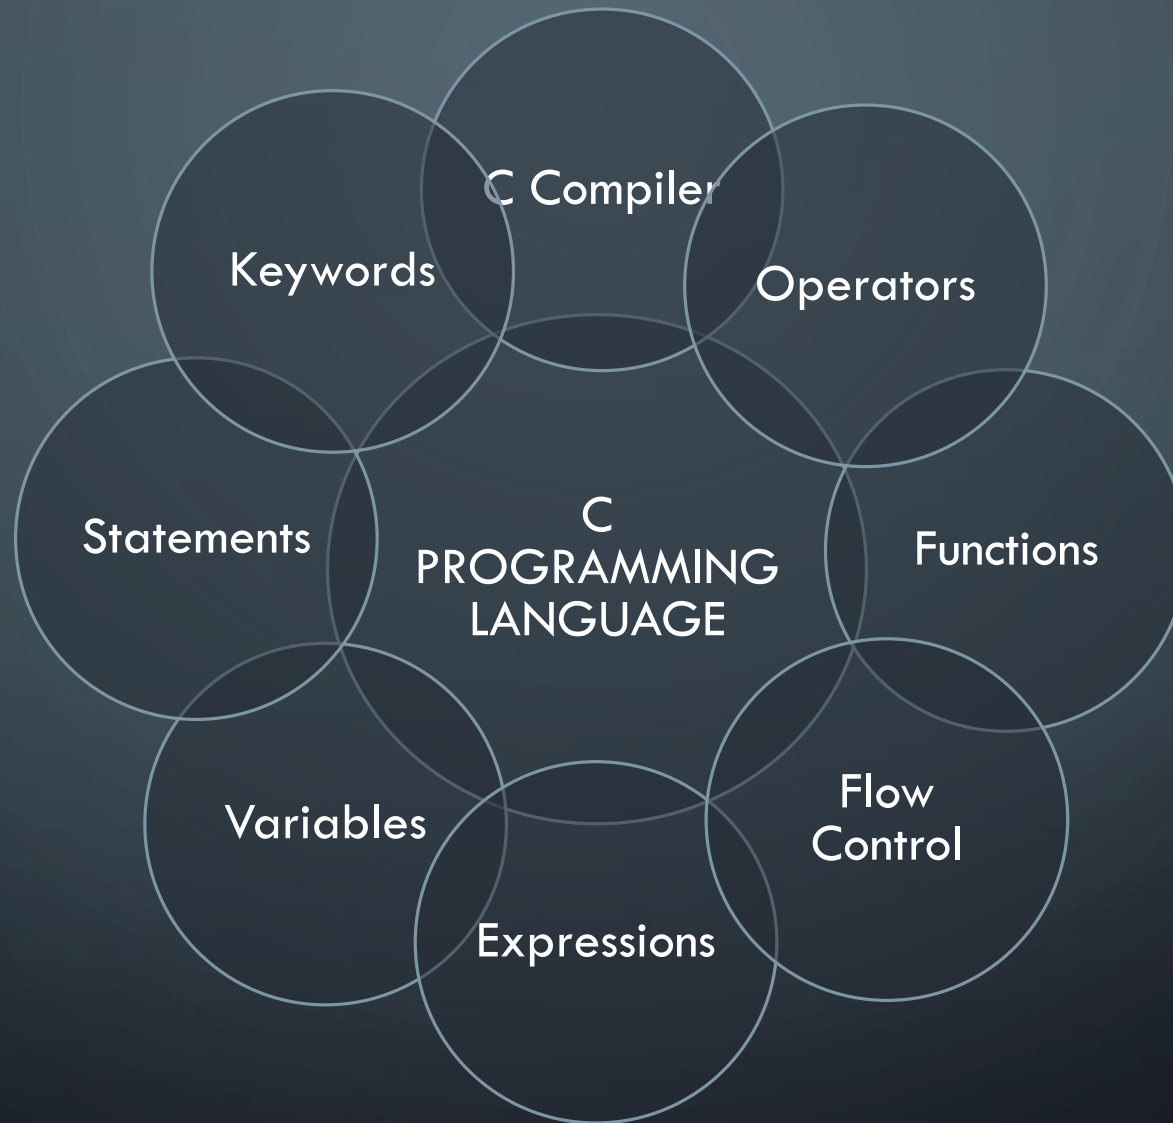 C Compiler
Keywords
Operators
Statements
C
PROGRAMMING
LANGUAGE
Functions
Variables
Flow
Control
Expressions